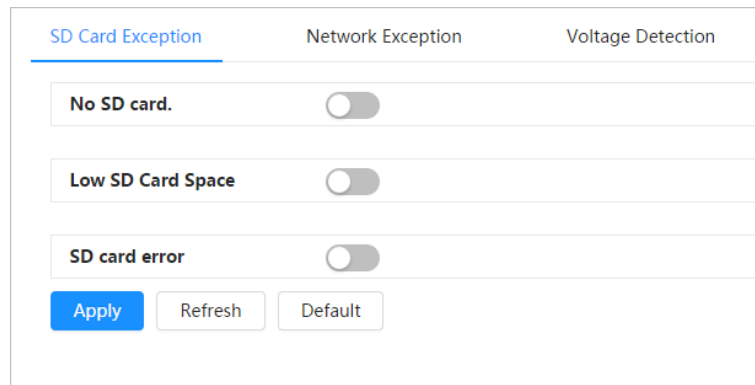 SD Card Exception Network Exception Voltage Detection
No SD card.
Low SD Card Space
SD card error
Apply Refresh Default